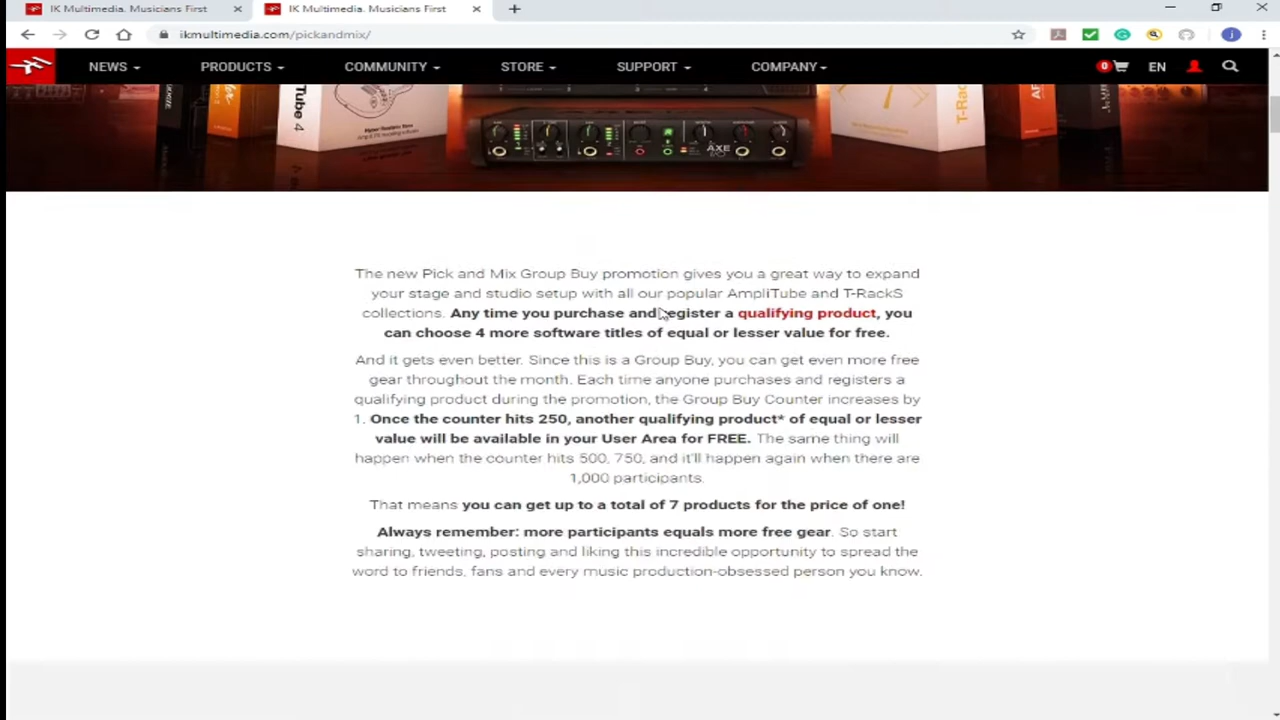 IK Multimedia. Musicians First
IK Multimedia. Musicians First
ikmultimedia.com/pickandmix/
NEWS PRODUCTS COMMUNITY STORE SUPPORT COMPANY 0 EN
Tube 4
T-Rac
AXE I/O
The new Pick and Mix Group Buy promotion gives you a great way to expand
your stage and studio setup with all our popular AmpliTube and T-RackS
collections. Any time you purchase and register a qualifying product, you
can choose 4 more software titles of equal or lesser value for free.
And it gets even better. Since this is a Group Buy, you can get even more free
gear throughout the month. Each time anyone purchases and registers a
qualifying product during the promotion, the Group Buy Counter increases by
1. Once the counter hits 250, another qualifying product* of equal or lesser
value will be available in your User Area for FREE. The same thing will
happen when the counter hits 500, 750, and it'll happen again when there are
1,000 participants.
That means you can get up to a total of 7 products for the price of one!
Always remember: more participants equals more free gear. So start
sharing, tweeting, posting and liking this incredible opportunity to spread the
word to friends, fans and every music production-obsessed person you know.